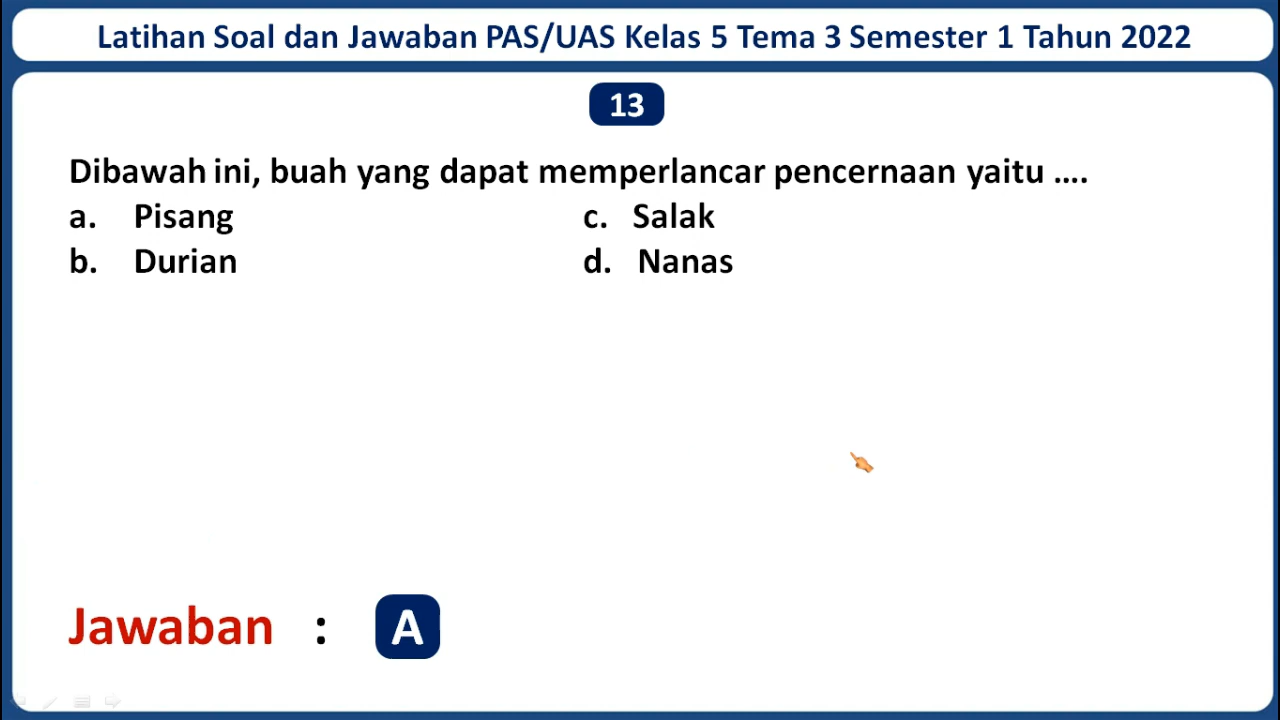 Latihan Soal dan Jawaban PAS/UAS Kelas 5 Tema 3 Semester 1 Tahun 2022
13
Dibawah ini, buah yang dapat memperlancar pencernaan yaitu ....
a. Pisang c. Salak
b. Durian d. Nanas
Jawaban : A